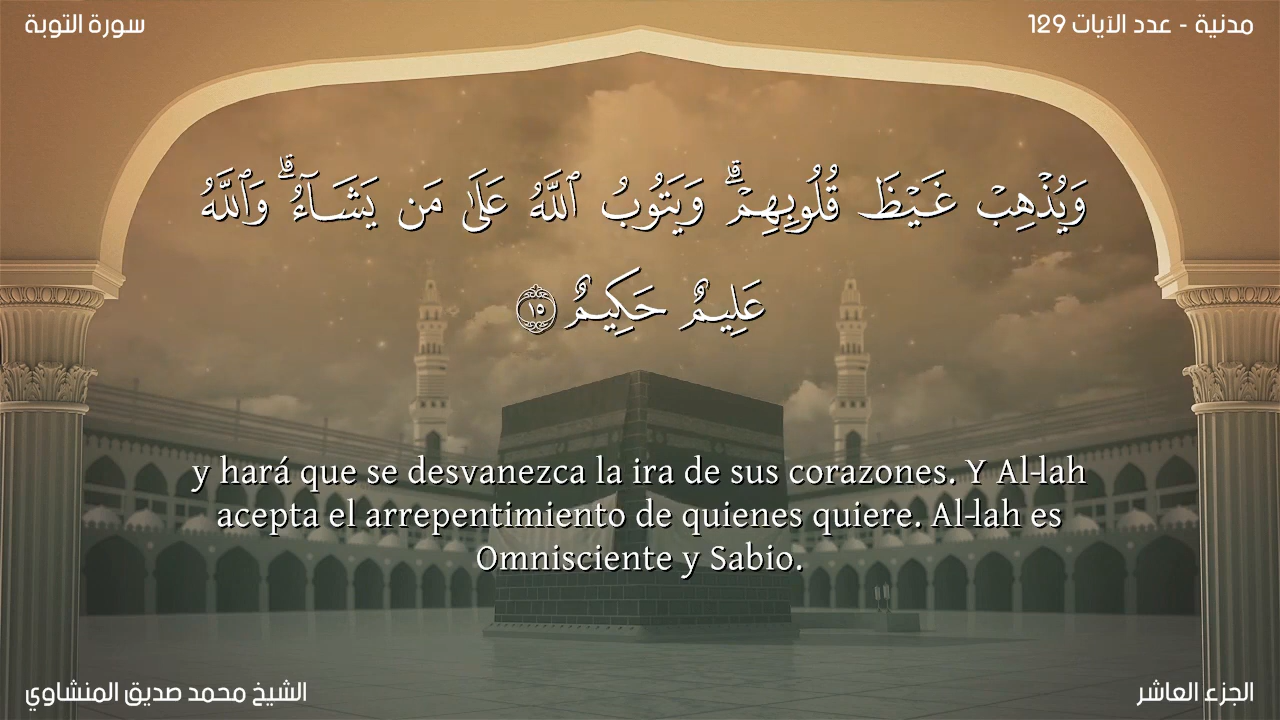 مدنية - عدد الآيات 129
سورة التوبة
وَيُذْهِبْ غَيْظَ قُلُوبِهِمْ ۗ وَيَتُوبُ ٱللَّهُ عَلَىٰ مَن يَشَآءُ ۗ وَٱللَّهُ
عَلِيمٌ حَكِيمٌ ١٥
y hará que se desvanezca la ira de sus corazones. Y Al-lah
acepta el arrepentimiento de quienes quiere. Al-lah es
Omnisciente y Sabio.
الجزء العاشر
الشيخ محمد صديق المنشاوي